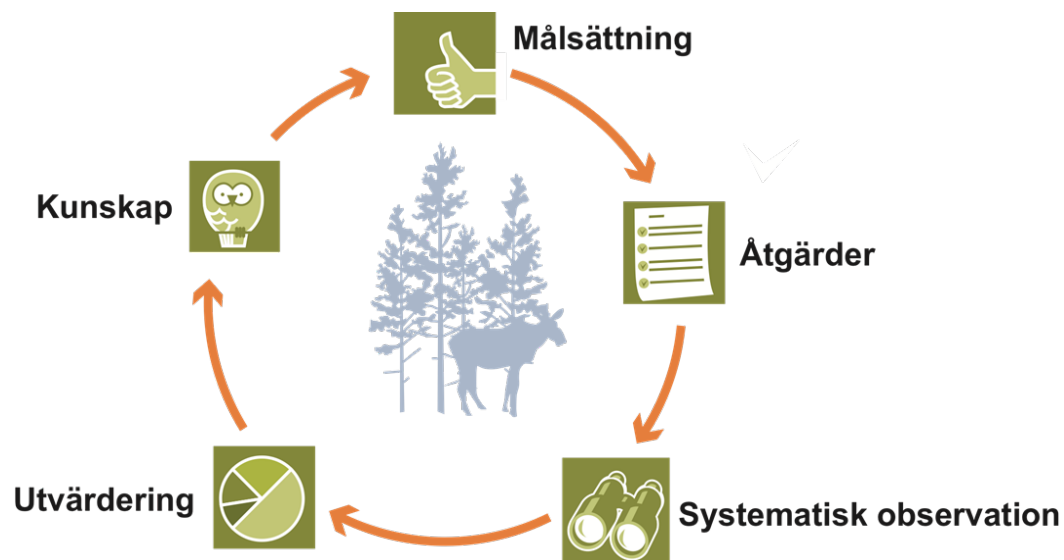 Målsättning
Kunskap
Åtgärder
Utvärdering
Systematisk observation